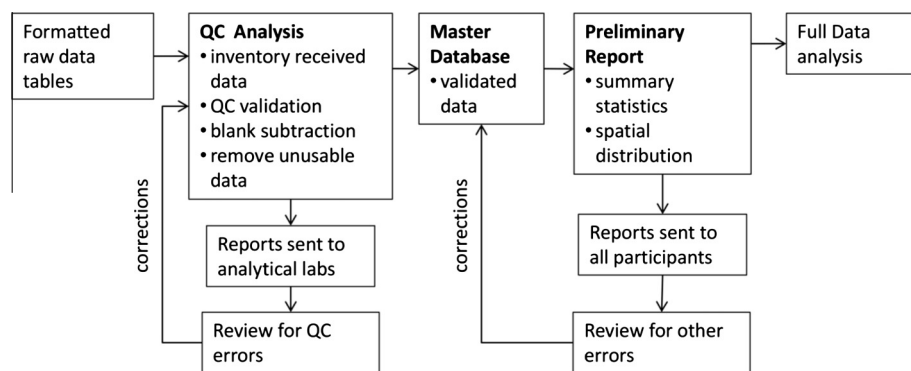 Formatted
raw data
tables
QC Analysis
• inventory received
data
• QC validation
• blank subtraction
• remove unusable
data
Master
Database
• validated
data
Preliminary
Report
• summary
statistics
• spatial
distribution
Full Data
analysis
corrections
Reports sent to
analytical labs
Review for QC
errors
corrections
Reports sent to
all participants
Review for other
errors